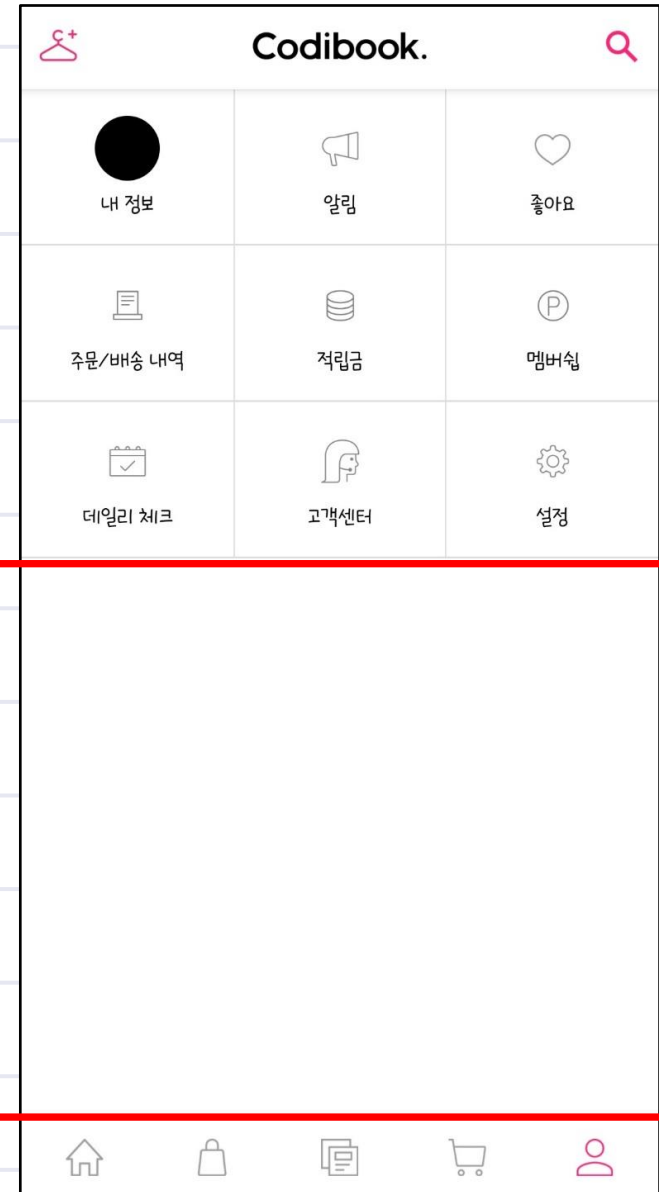 Codibook.
내 정보
알림
좋아요
주문/배송 내역
적립금
멤버쉽
데일리 체크
고객센터
설정